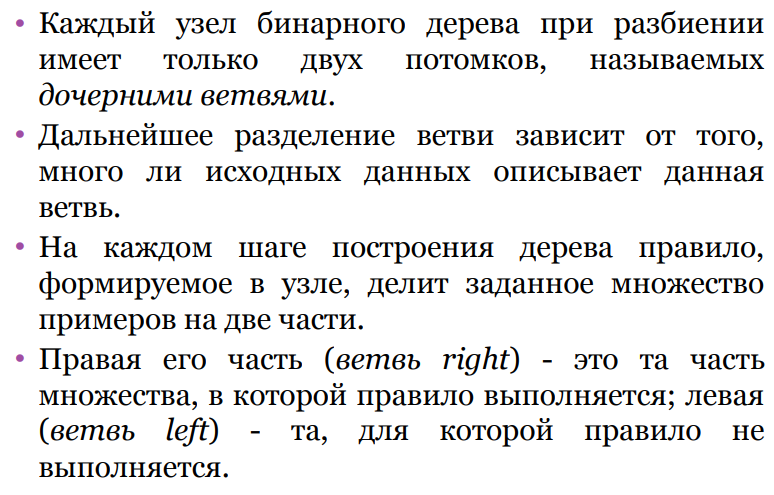 • Каждый узел бинарного дерева при разбиении
имеет только двух потомков, называемых
дочерними ветвями.
• Дальнейшее разделение ветви зависит от того,
много ли исходных данных описывает данная
ветвь.
• На каждом шаге построения дерева правило,
формируемое в узле, делит заданное множество
примеров на две части.
• Правая его часть (ветвь right) - это та часть
множества, в которой правило выполняется; левая
(ветвь left) - та, для которой правило не
выполняется.